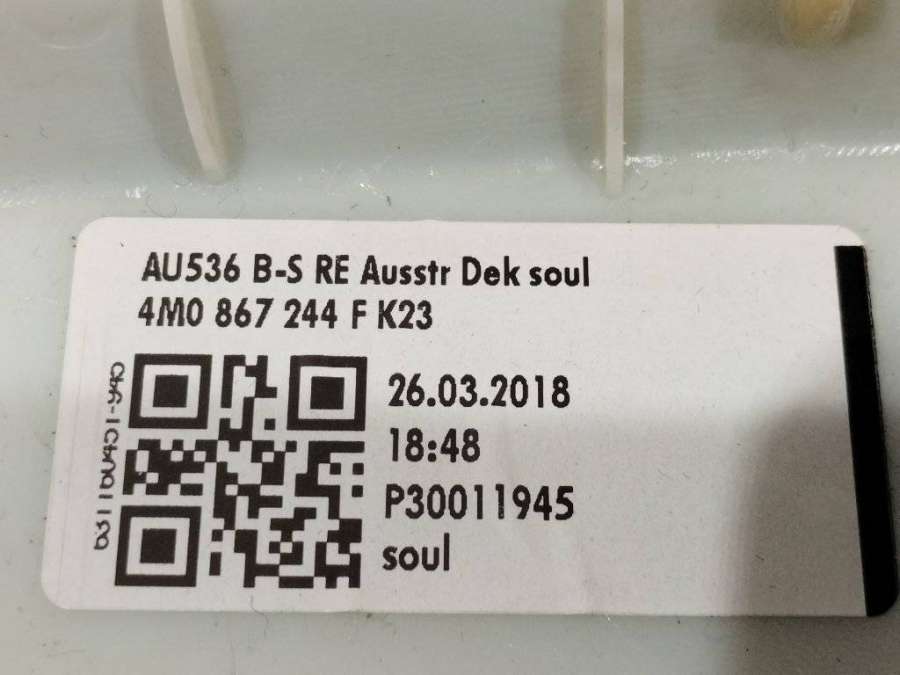 AU536 B-S RE Ausstr Dek soul
4M0 867 244 F K23
26.03.2018
18:48
P30011945
soul